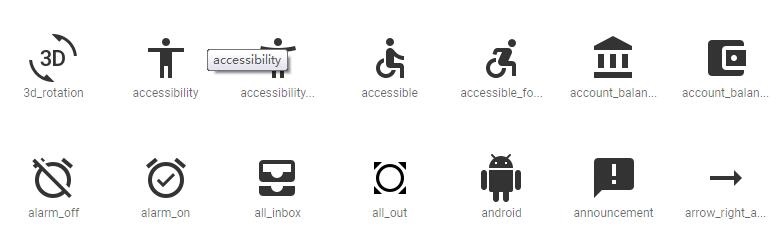 3D
accessibility
3d_rotation
accessibility
accessibility...
accessible
accessible_fo...
account_balan...
account_balan...
alarm_off
alarm_on
all_inbox
all_out
android
announcement
arrow_right_a...